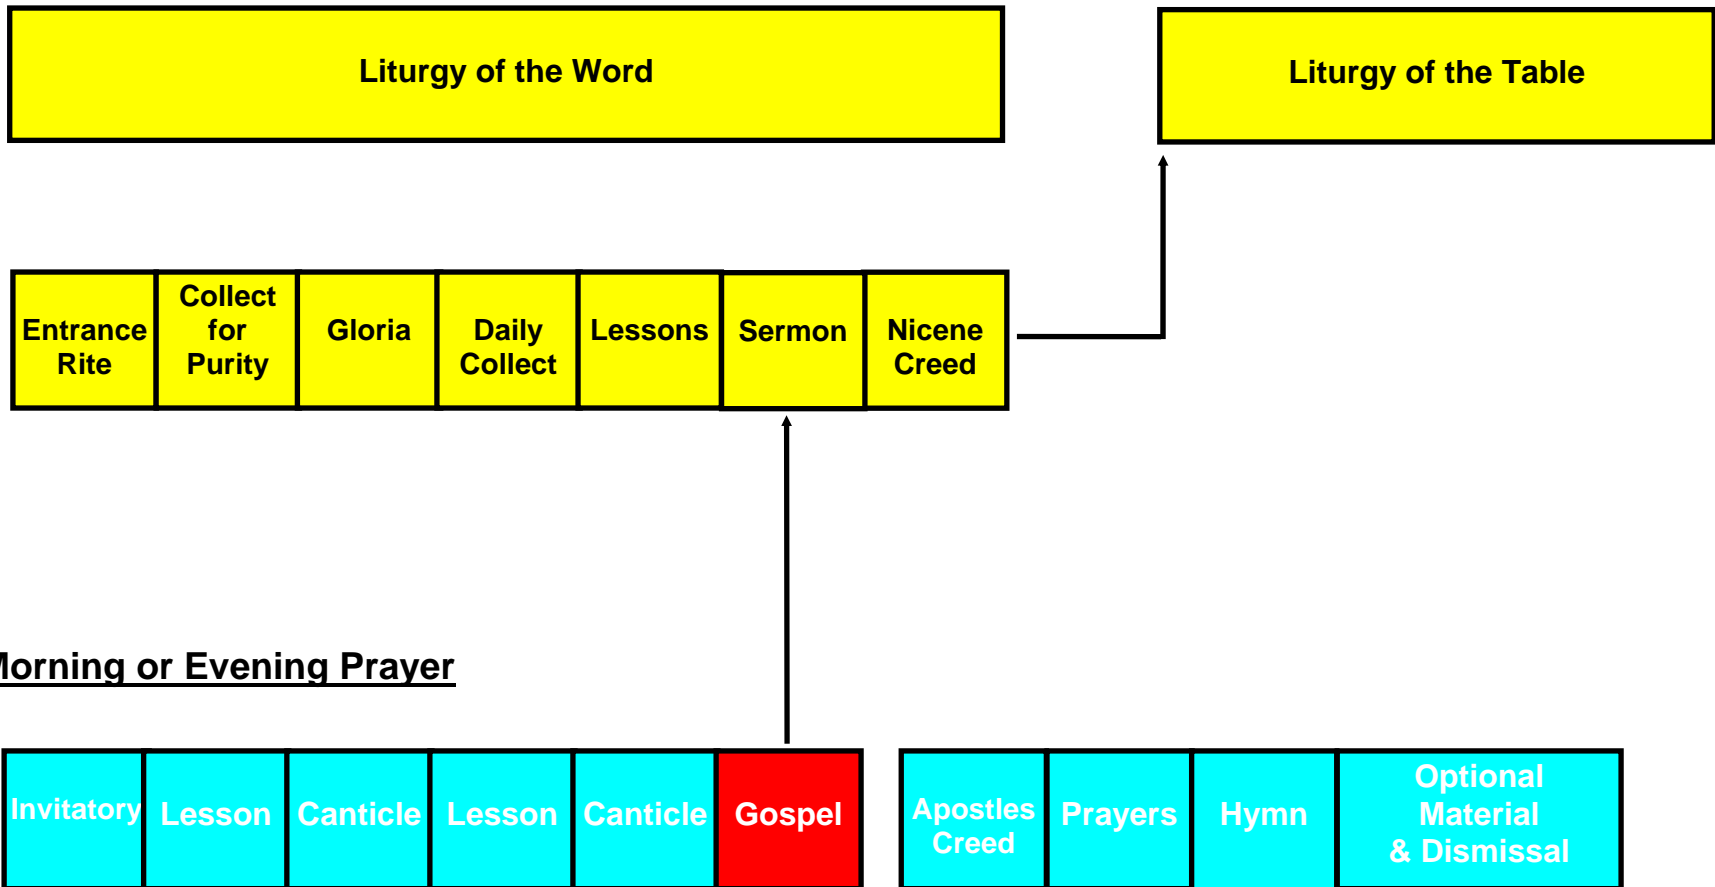 Liturgy of the Word
Liturgy of the Table
Entrance
Rite
Collect
for
Purity
Gloria
Daily
Collect
Lessons
Sermon
Nicene
Creed
Morning or Evening Prayer
Invitatory
Lesson
Canticle
Lesson
Canticle
Gospel
Apostles
Creed
Prayers
Hymn
Optional
Material
& Dismissal